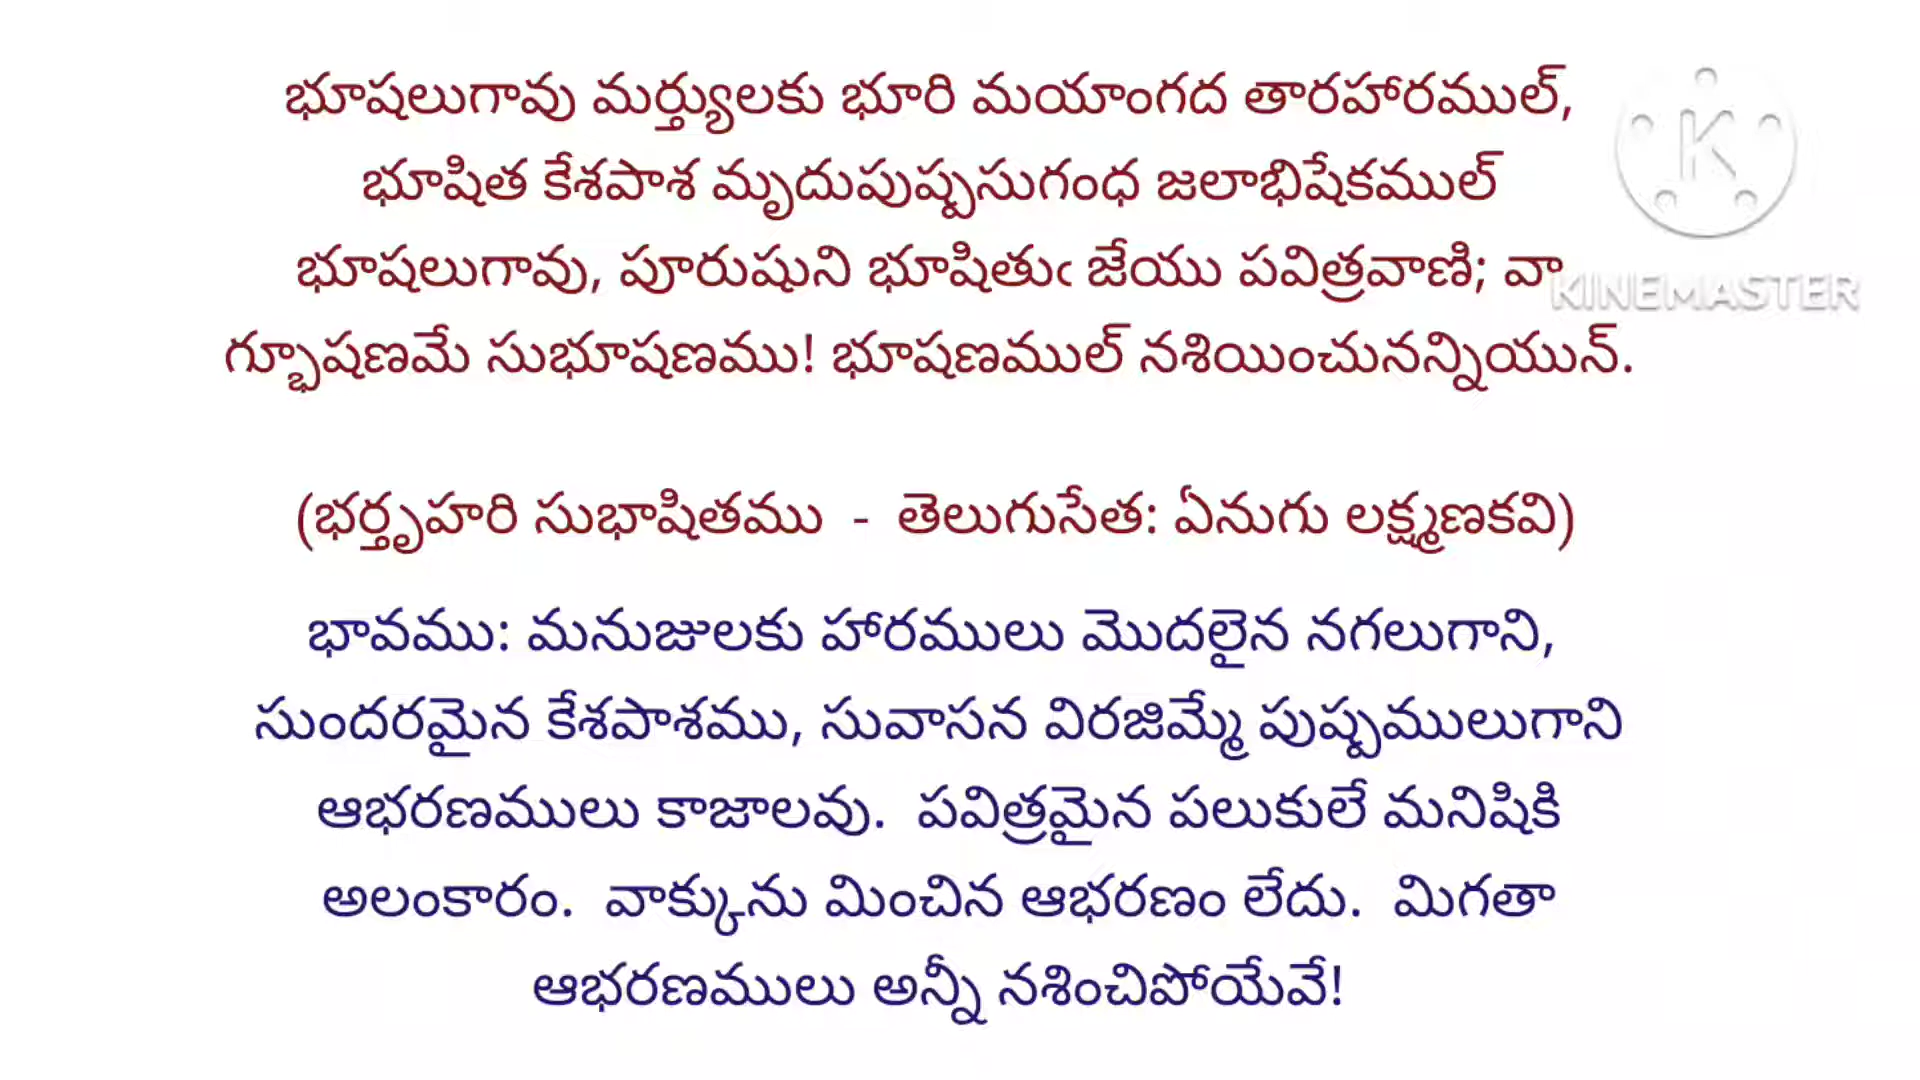 భూషలుగావు మర్త్యులకు భూరి మయాంగద తారహారముల్,
భూషిత కేశపాశ మృదుపుష్పసుగంధ జలాభిషేకముల్
భూషలుగావు, పూరుషుని భూషితుఁ జేయు పవిత్రవాణి; వా
గ్భూషణమే సుభూషణము! భూషణముల్ నశియించునన్నియున్.
(భర్తృహరి సుభాషితము - తెలుగుసేత: ఏనుగు లక్ష్మణకవి)
భావము: మనుజులకు హారములు మొదలైన నగలుగాని,
సుందరమైన కేశపాశము, సువాసన విరజిమ్మే పుష్పములుగాని
ఆభరణములు కాజాలవు. పవిత్రమైన పలుకులే మనిషికి
అలంకారం. వాక్కును మించిన ఆభరణం లేదు. మిగతా
ఆభరణములు అన్నీ నశించిపోయేవే!
K
KINEMASTER